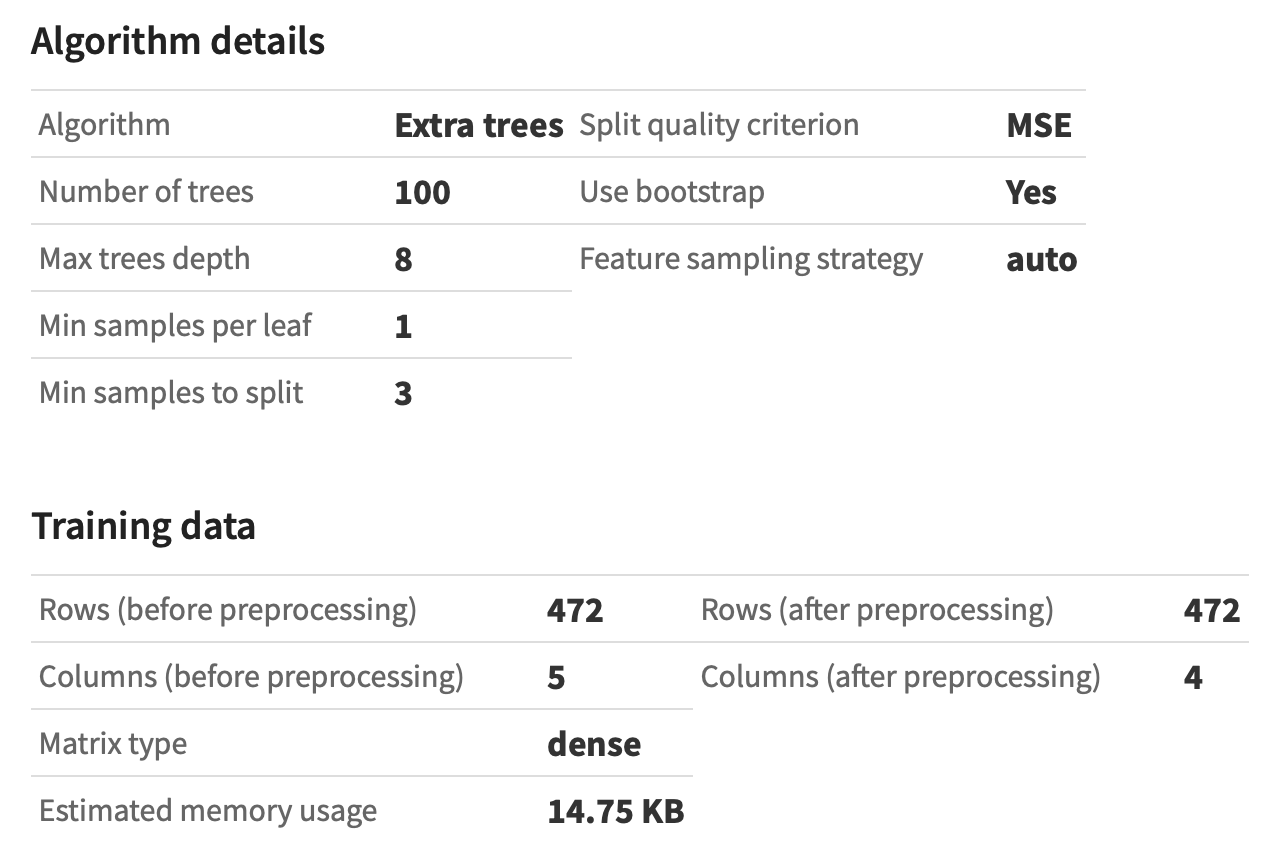 Algorithm details
Algorithm Extra trees Split quality criterion MSE
Number of trees 100 Use bootstrap Yes
Max trees depth 8 Feature sampling strategy auto
Min samples per leaf 1
Min samples to split 3
Training data
Rows (before preprocessing) 472 Rows (after preprocessing) 472
Columns (before preprocessing) 5 Columns (after preprocessing) 4
Matrix type dense
Estimated memory usage 14.75 KB